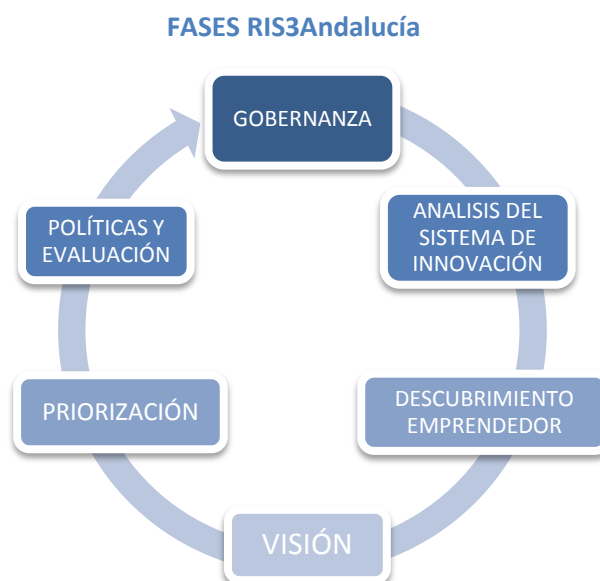 FASES RIS3Andalucía
GOBERNANZA
ANALISIS DEL
SISTEMA DE
INNOVACIÓN
DESCUBRIMIENTO
EMPRENDEDOR
VISIÓN
PRIORIZACIÓN
POLÍTICAS Y
EVALUACIÓN